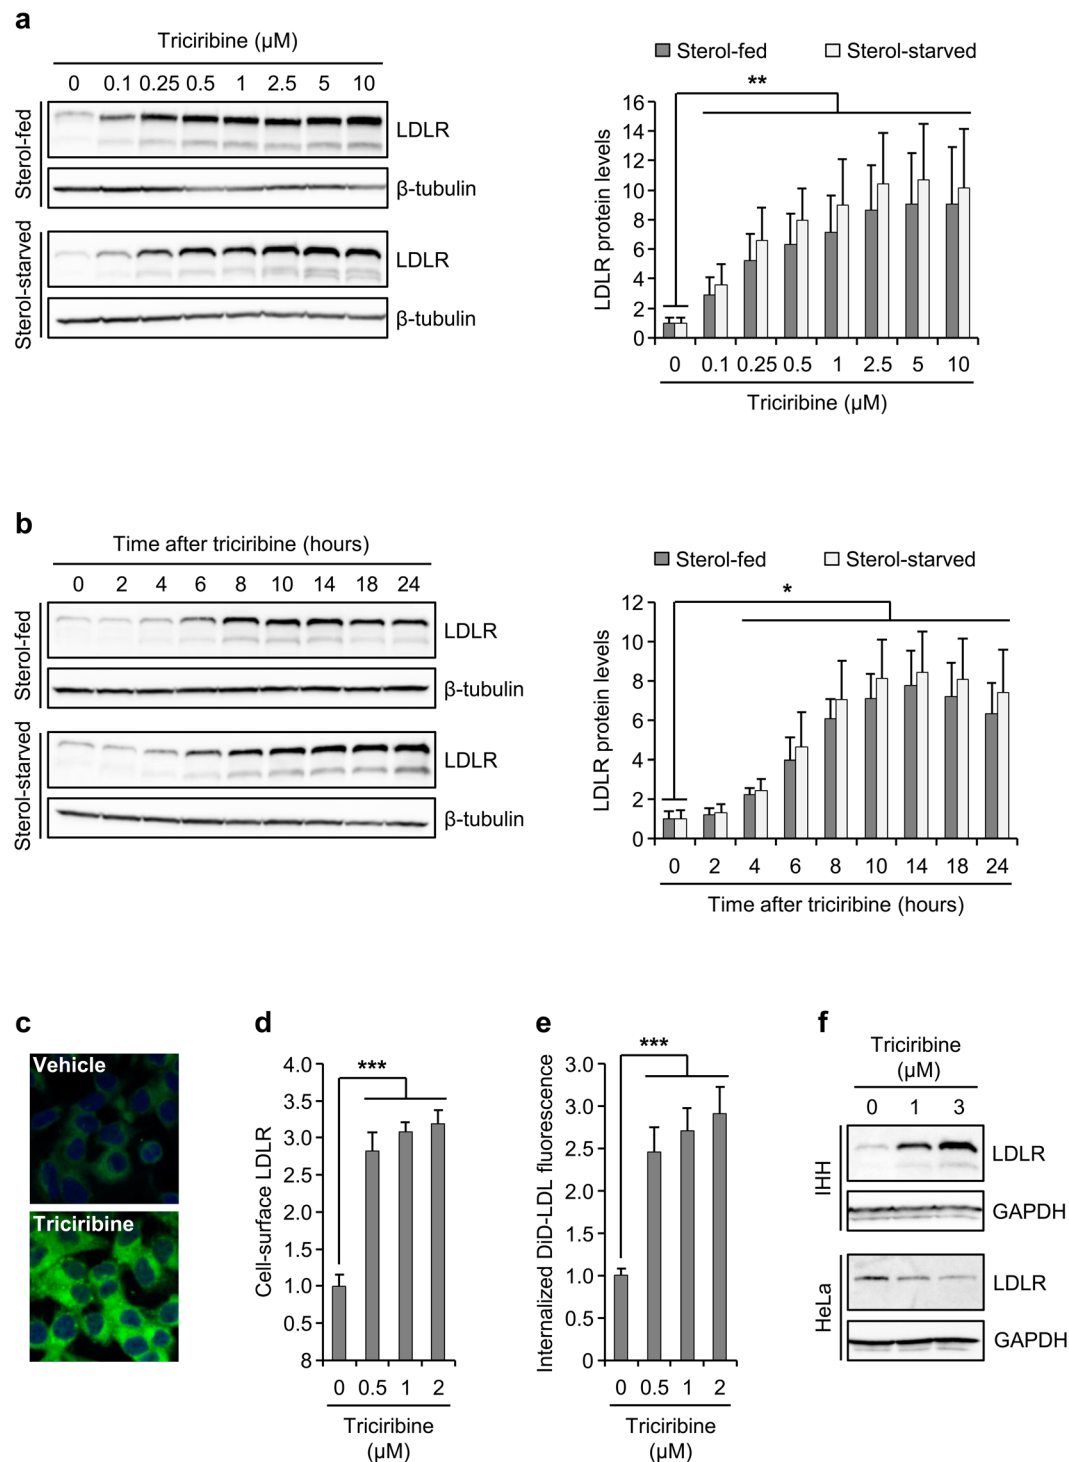 a
Triciribine (µM)
0 0.1 0.25 0.5 1 2.5 5 10
Sterol-fed
LDLR
β-tubulin
Sterol-starved
LDLR
β-tubulin
Sterol-fed Sterol-starved
**
LDLR protein levels
16
14
12
10
8
6
4
2
0
0 0.1 0.25 0.5 1 2.5 5 10
Triciribine (µM)
b
Time after triciribine (hours)
0 2 4 6 8 10 14 18 24
Sterol-fed
LDLR
β-tubulin
Sterol-starved
LDLR
β-tubulin
Sterol-fed Sterol-starved
*
LDLR protein levels
12
10
8
6
4
2
0
0 2 4 6 8 10 14 18 24
Time after triciribine (hours)
c
Vehicle
Triciribine
d
***
Cell-surface LDLR
4.0
3.5
3.0
2.5
2.0
1.5
1.0
0.5
8
0 0.5 1 2
Triciribine
(µM)
e
***
Internalized DiD-LDL fluorescence
3.0
3.0
2.5
2.0
1.5
1.0
0.5
0
0 0.5 1 2
Triciribine
(µM)
f
Triciribine
(µM)
0 1 3
IHH
LDLR
GAPDH
HeLa
LDLR
GAPDH